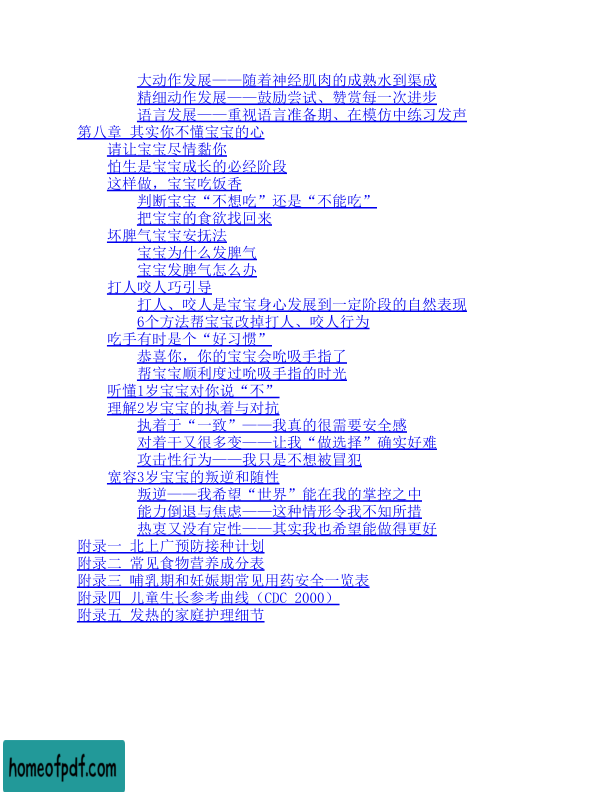 大动作发展——随着神经肌肉的成熟水到渠成
精细动作发展——鼓励尝试、赞赏每一次进步
语言发展——重视语言准备期、在模仿中练习发声
第八章 其实你不懂宝宝的心
请让宝宝尽情黏你
怕生是宝宝成长的必经阶段
这样做，宝宝吃饭香
判断宝宝“不想吃”还是“不能吃”
把宝宝的食欲找回来
坏脾气宝宝安抚法
宝宝为什么发脾气
宝宝发脾气怎么办
打人咬人巧引导
打人、咬人是宝宝身心发展到一定阶段的自然表现
6个方法帮宝宝改掉打人、咬人行为
吃手有时是个“好习惯”
恭喜你，你的宝宝会吮吸手指了
帮宝宝顺利度过吮吸手指的时光
听懂1岁宝宝对你说“不”
理解2岁宝宝的执着与对抗
执着于“一致”——我真的很需要安全感
对着干又很多变——让我“做选择”确实好难
攻击性行为——我只是不想被冒犯
宽容3岁宝宝的叛逆和随性
叛逆——我希望“世界”能在我的掌控之中
能力倒退与焦虑——这种情形令我不知所措
热衷又没有定性——其实我也希望能做得更好
附录一 北上广预防接种计划
附录二 常见食物营养成分表
附录三 哺乳期和妊娠期常见用药安全一览表
附录四 儿童生长参考曲线（CDC 2000）
附录五 发热的家庭护理细节
homeofpdf.com